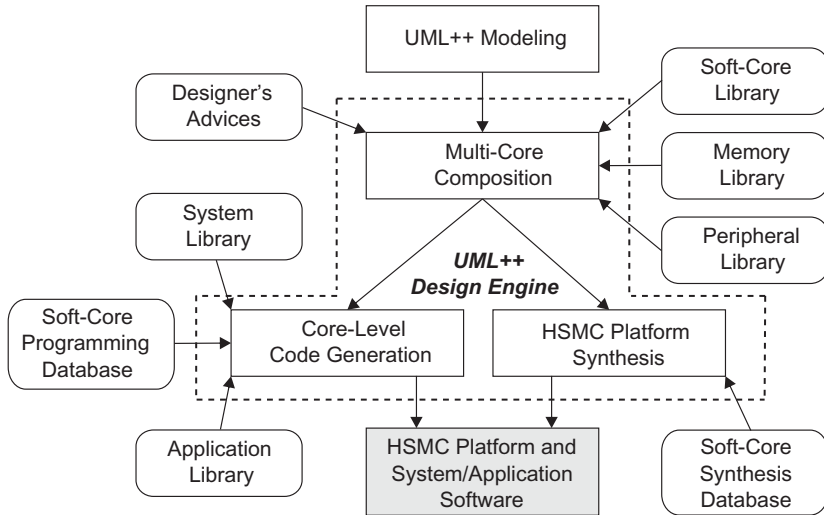 UML++ Modeling
Soft-Core
Library
Designer's
Advices
Multi-Core
Composition
Memory
Library
System
Library
Peripheral
Library
UML++
Design Engine
Soft-Core
Programming
Database
Core-Level
Code Generation
HSMC Platform
Synthesis
Application
Library
HSMC Platform and
System/Application
Software
Soft-Core
Synthesis
Database